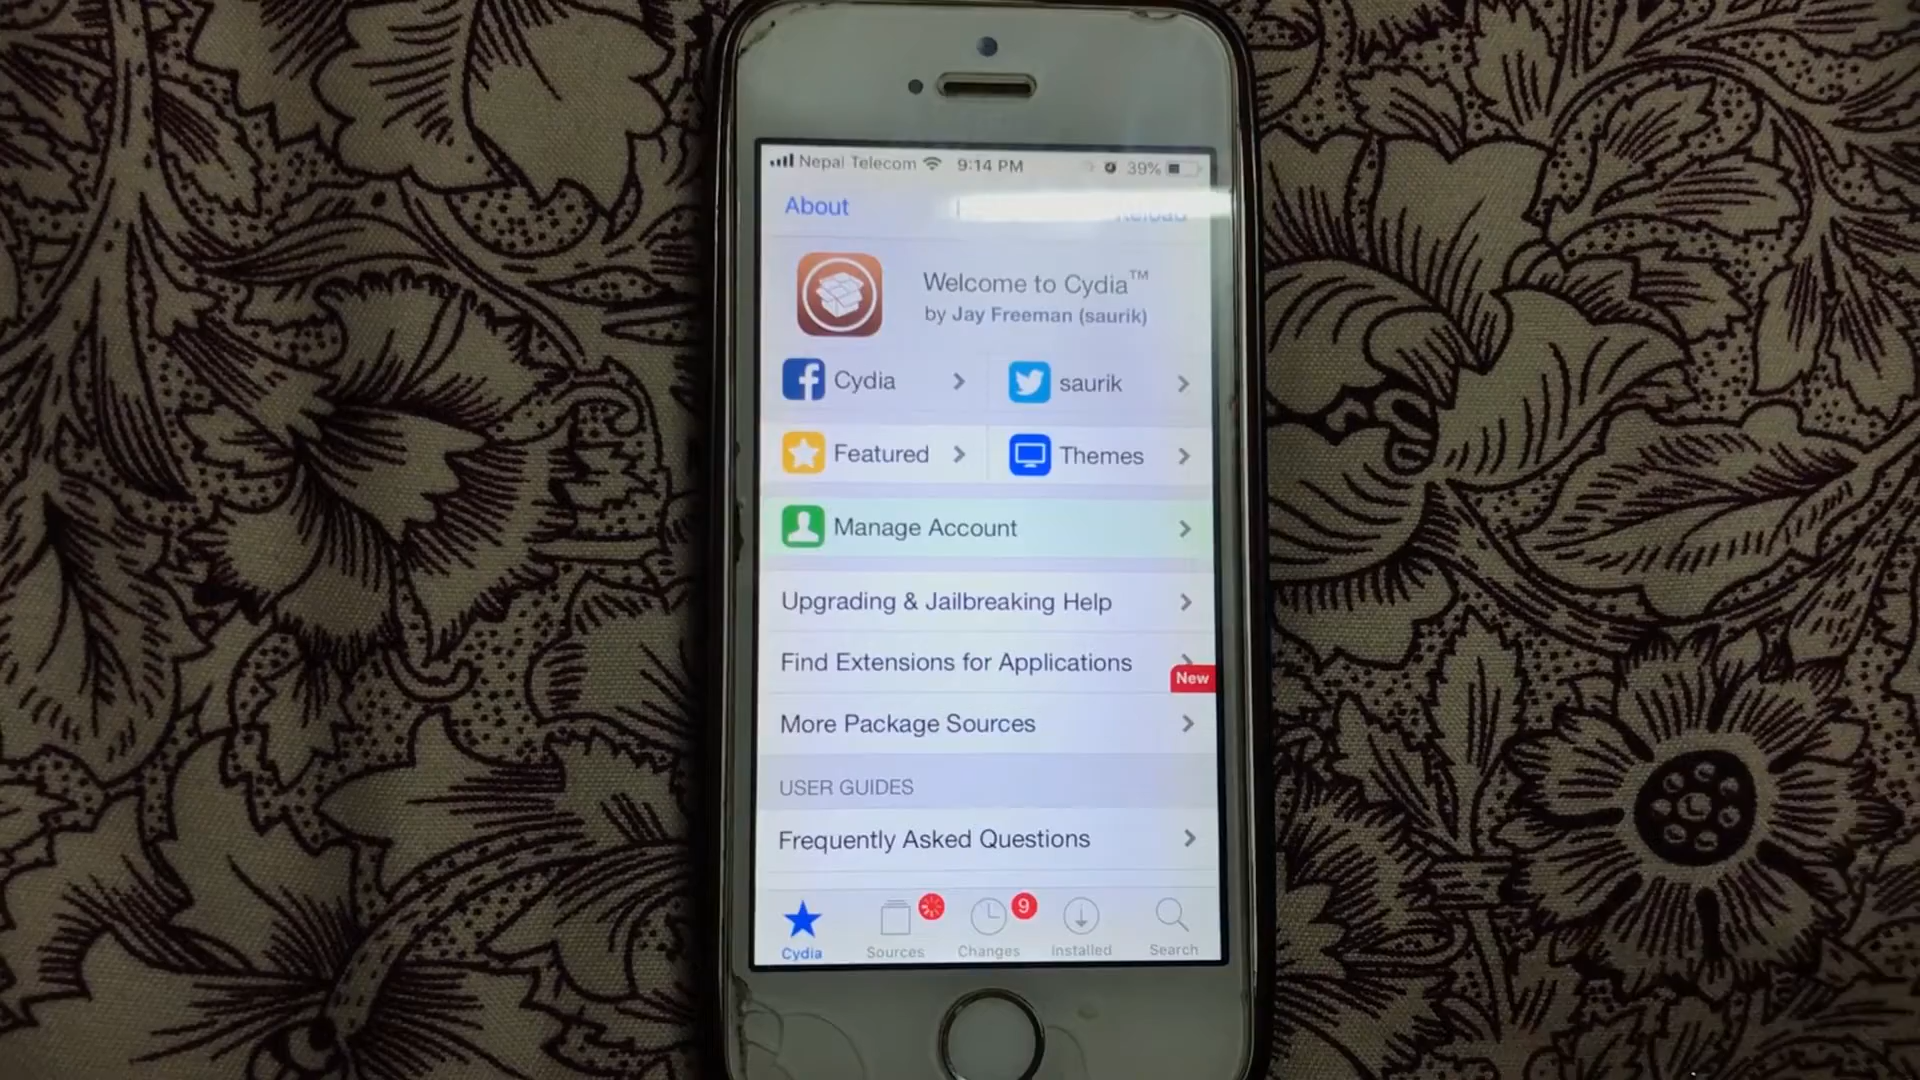 Nepal Telecom 9:14 PM 39%
About Reload
Welcome to Cydia™
by Jay Freeman (saurik)
Cydia saurik
Featured Themes
Manage Account
Upgrading & Jailbreaking Help
Find Extensions for Applications
New
More Package Sources
USER GUIDES
Frequently Asked Questions
9
Cydia Sources Changes Installed Search